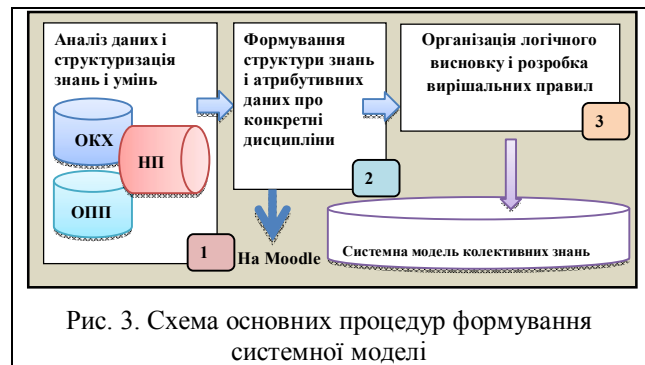 Аналіз даних і
структуризація
знань і умінь
ОКХ
НП
ОПП
1
Формування
структури знань
і атрибутивних
даних про
конкретні
дисципліни
2
На Moodle
Організація логічного
висновку і розробка
вирішальних правил
3
Системна модель колективних знань
Рис. 3. Схема основних процедур формування
системної моделі